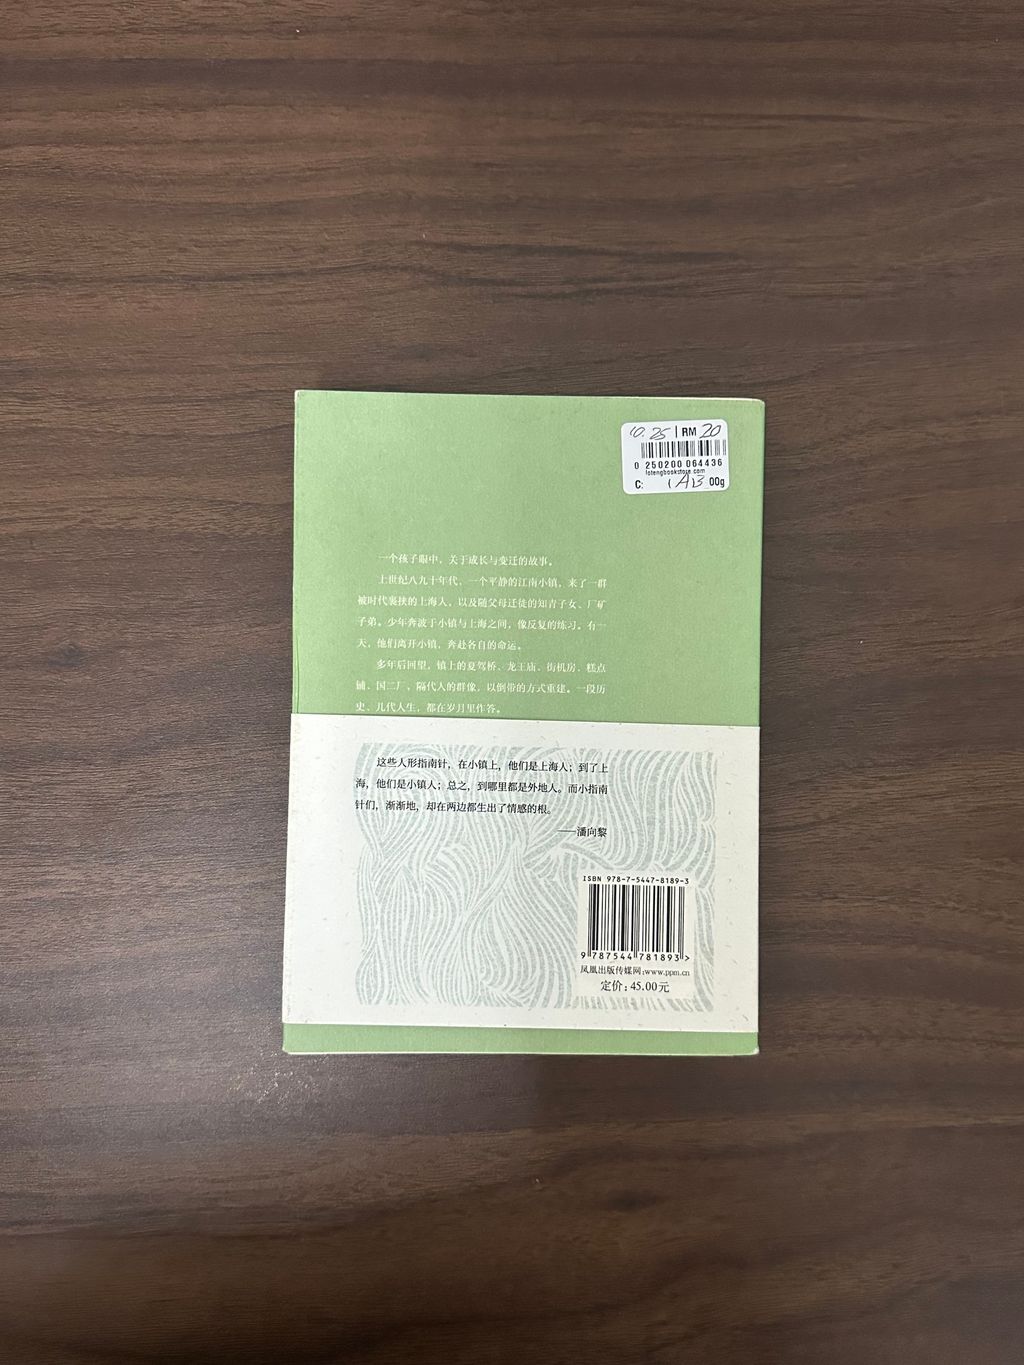 10.25 | RM 20
0 250200 064436
lotengbookstore.com
C: ( A13 00g
一个孩子眼中，关于成长与变迁的故事。
上世纪八九十年代，一个平静的江南小镇，来了一群
被时代裹挟的上海人，以及随父母迁徙的知青子女、厂矿
子弟。少年奔波于小镇与上海之间，像反复的练习。有一
天，他们离开小镇，奔赴各自的命运。
多年后回望，镇上的夏驾桥、龙王庙、街机房、糕点
铺、国二厂、隔代人的群像，以倒带的方式重建。一段历
史、几代人生，都在岁月里作答。
这些人形指南针，在小镇上，他们是上海人；到了上
海，他们是小镇人；总之，到哪里都是外地人。而小指南
针们，渐渐地，却在两边都生出了情感的根。
——潘向黎
ISBN 978-7-5447-8189-3
9 787544 781893 >
凤凰出版传媒网:www.ppm.cn
定价：45.00元